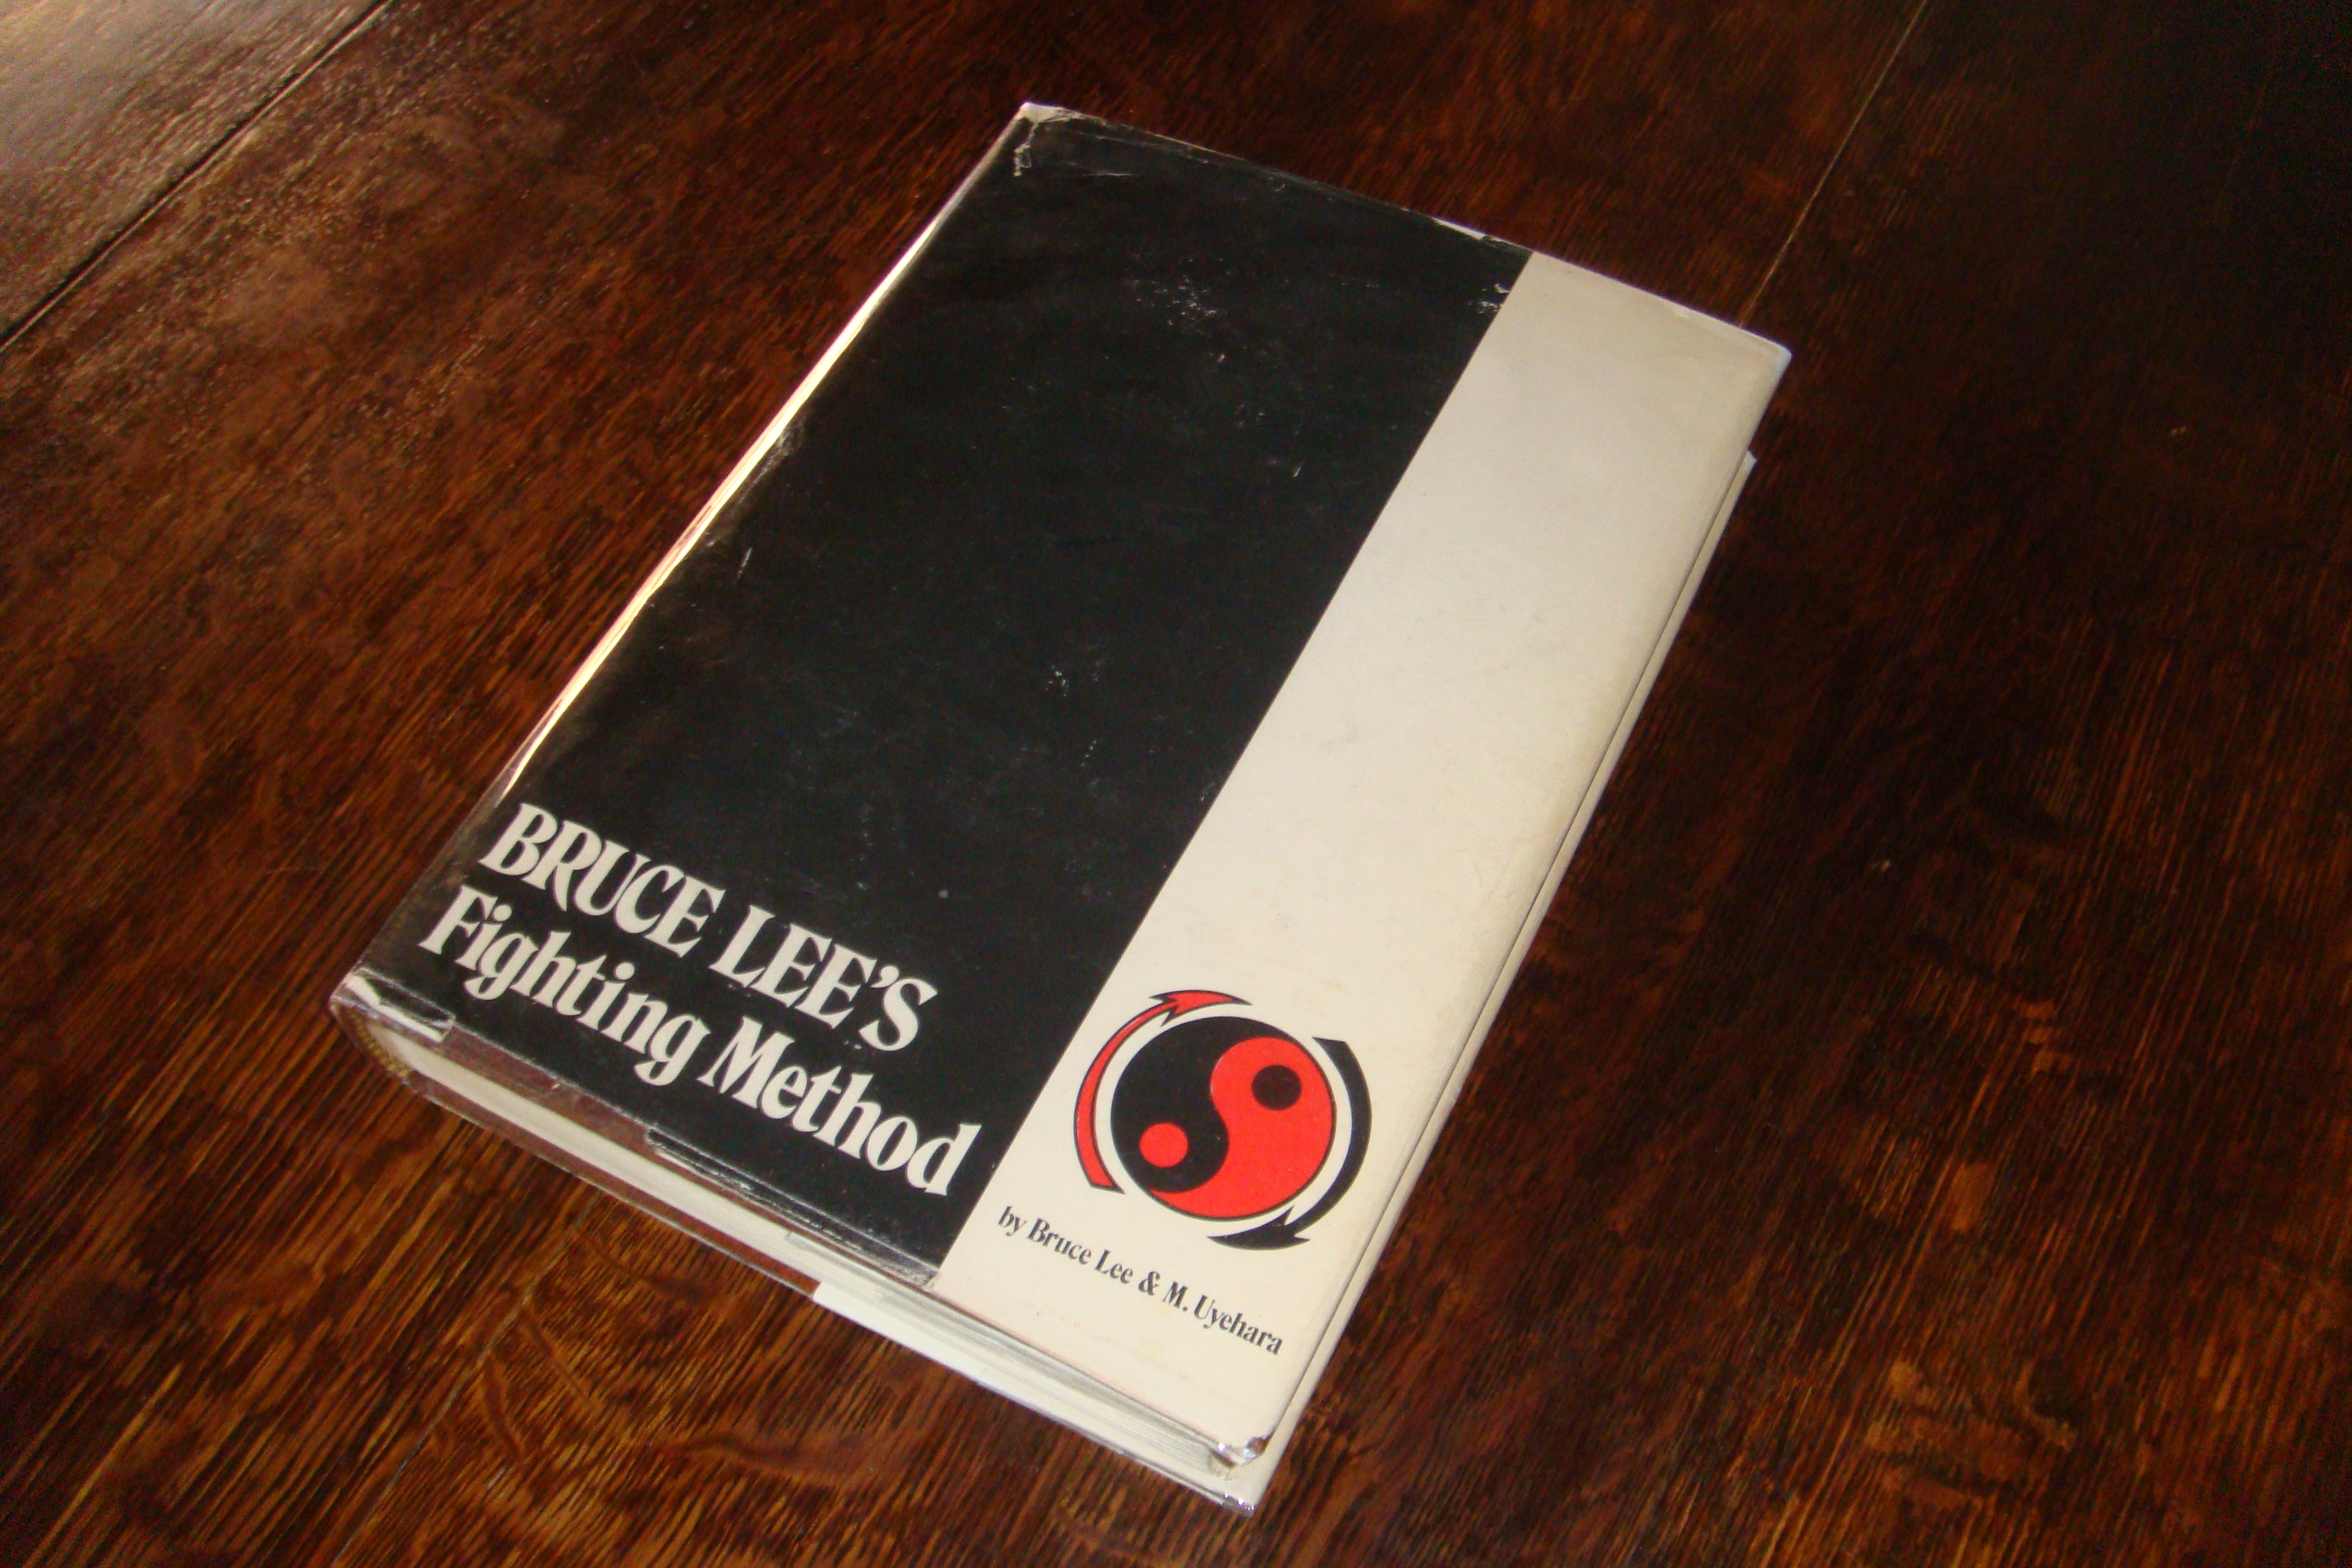 BRUCE LEE'S
Fighting Method
by Bruce Lee & M. Uyehara